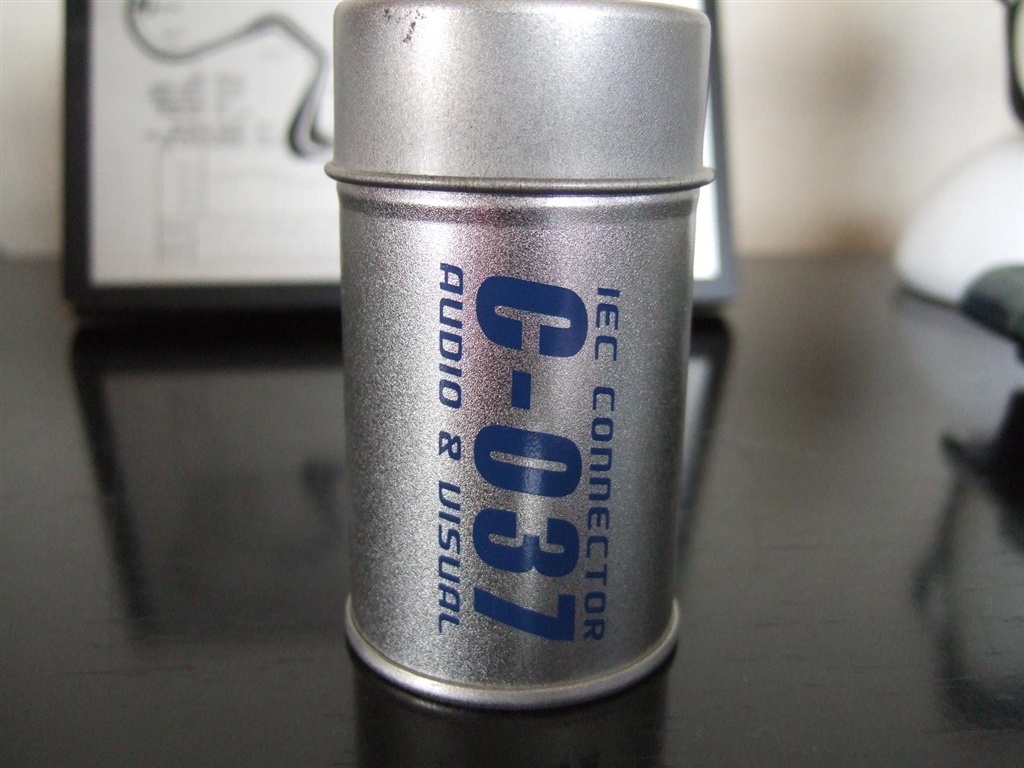 IEC CONNECTOR
C-037
AUDIO & VISUAL